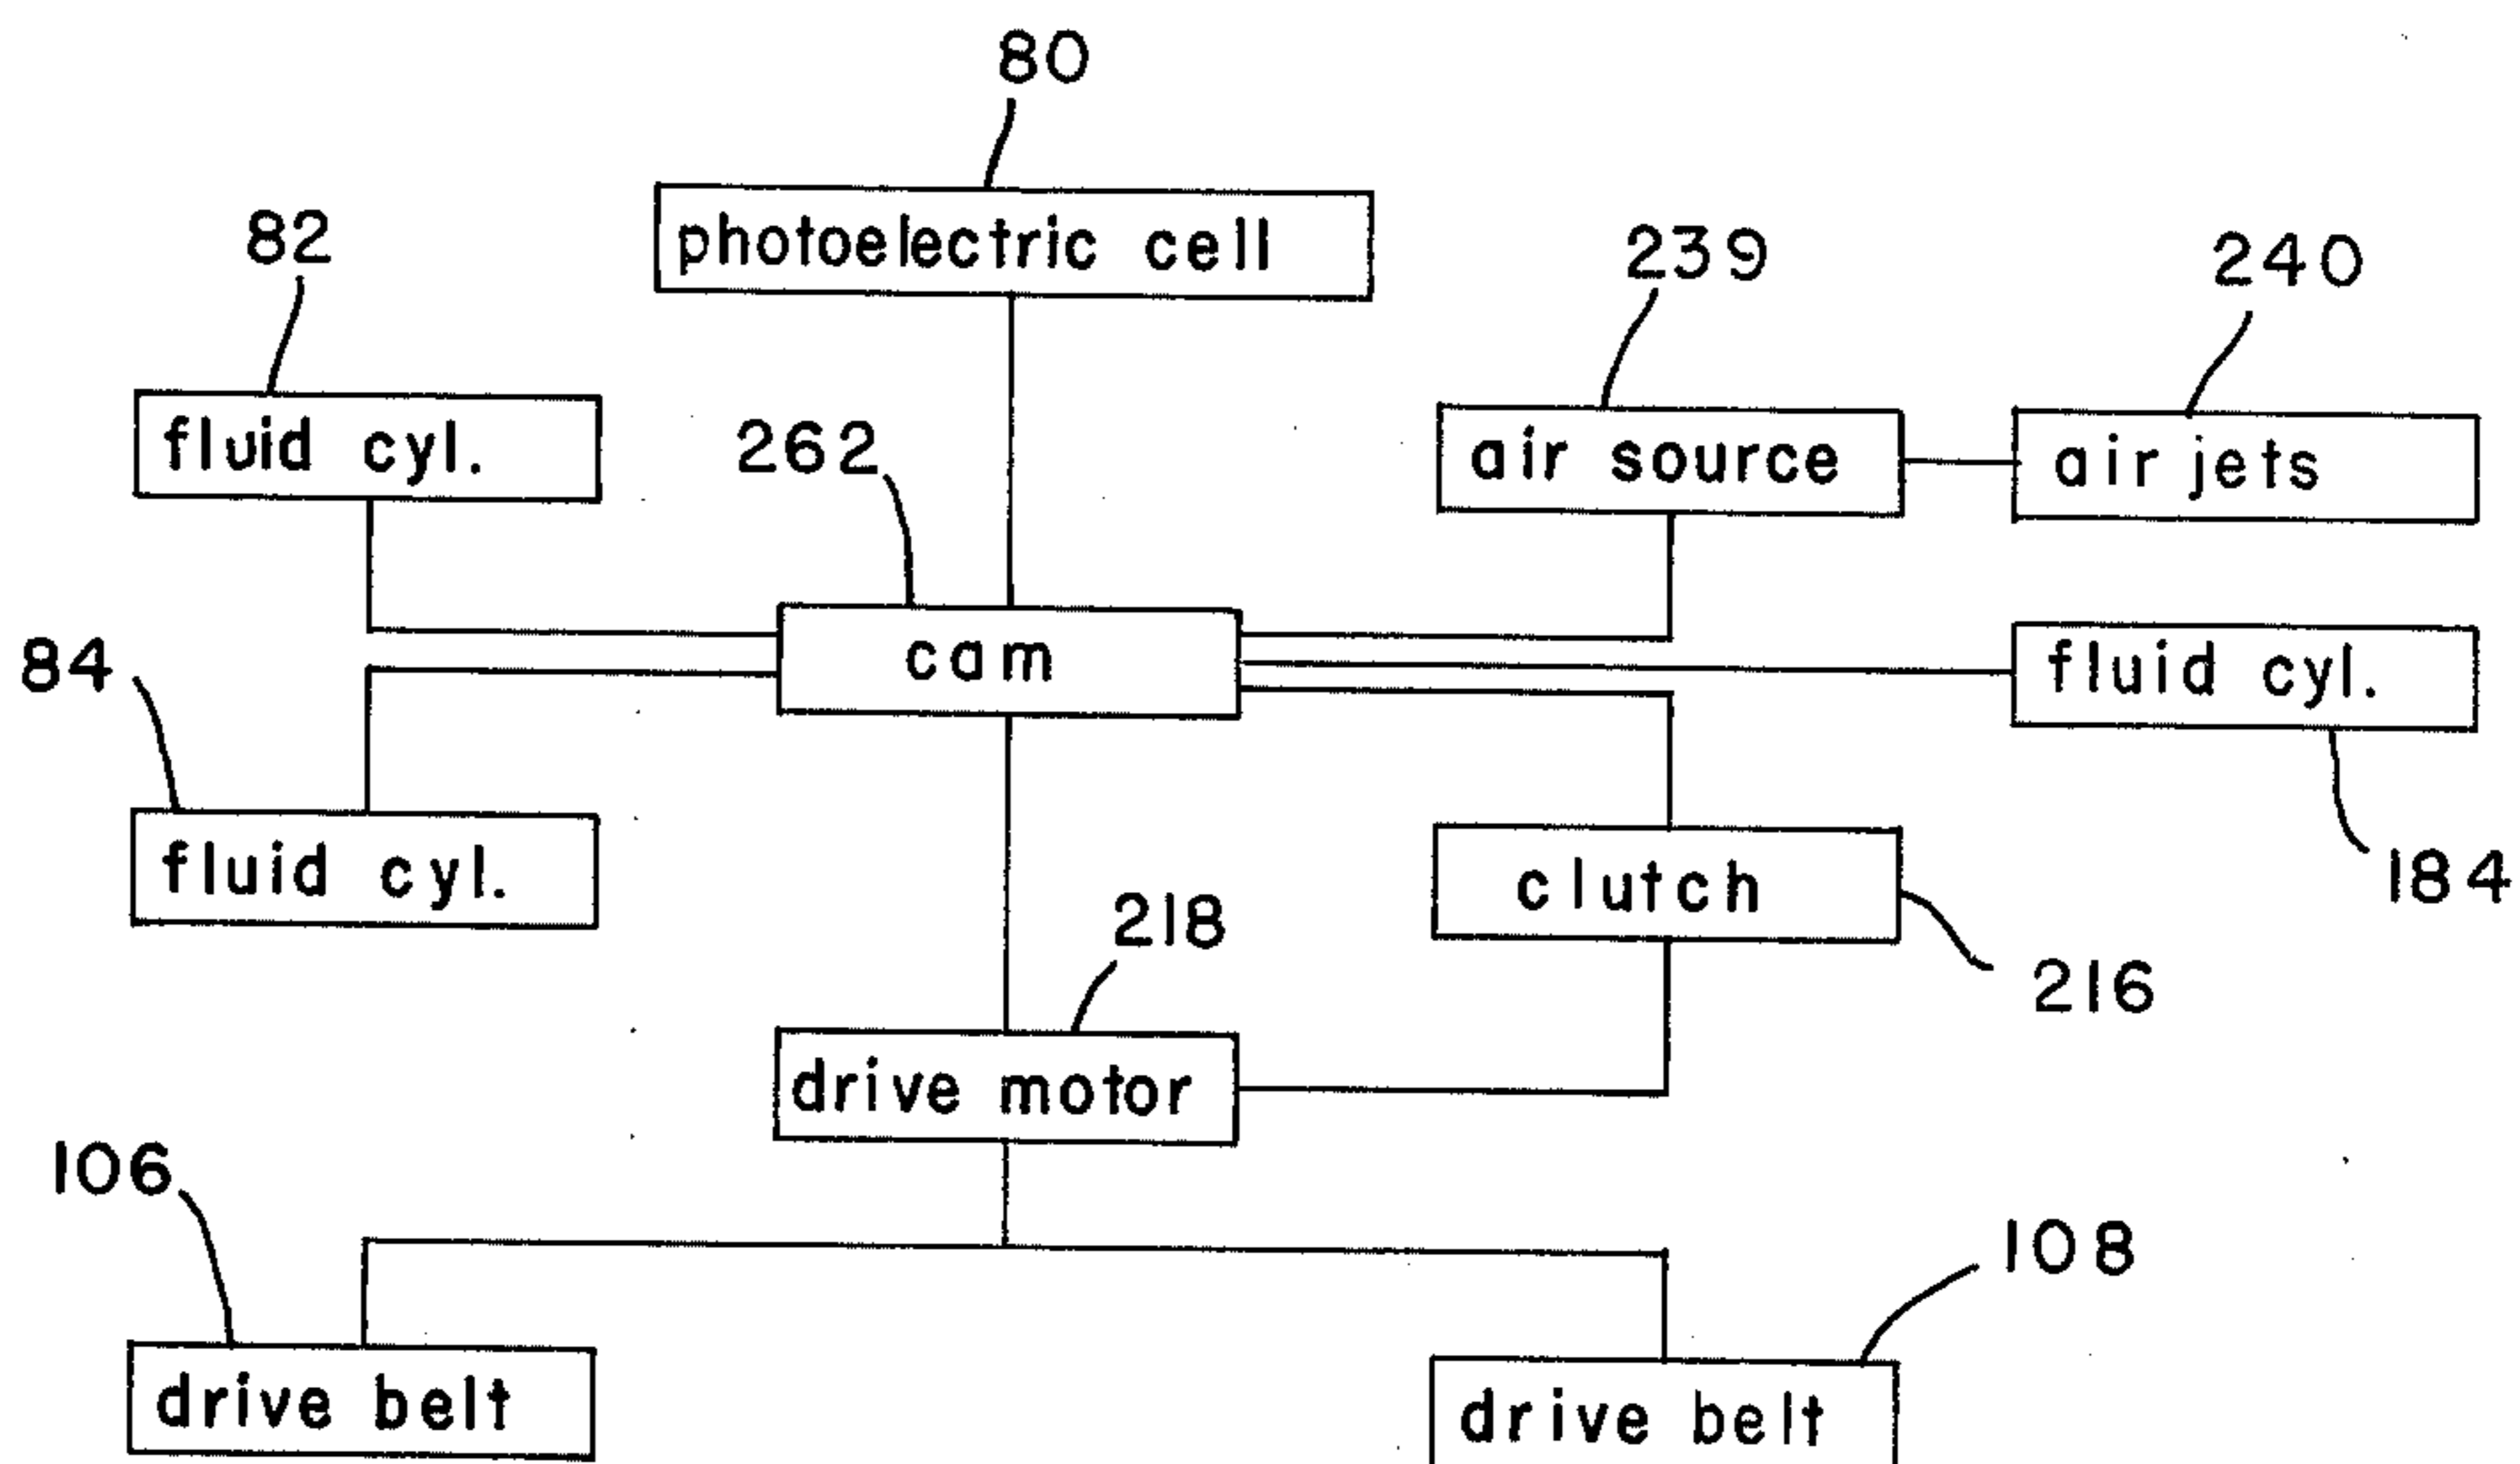 80
photoelectric cell
82
fluid cyl.
239
air source
240
air jets
262
cam
84
fluid cyl.
fluid cyl.
184
clutch
216
218
drive motor
106
drive belt
108
drive belt